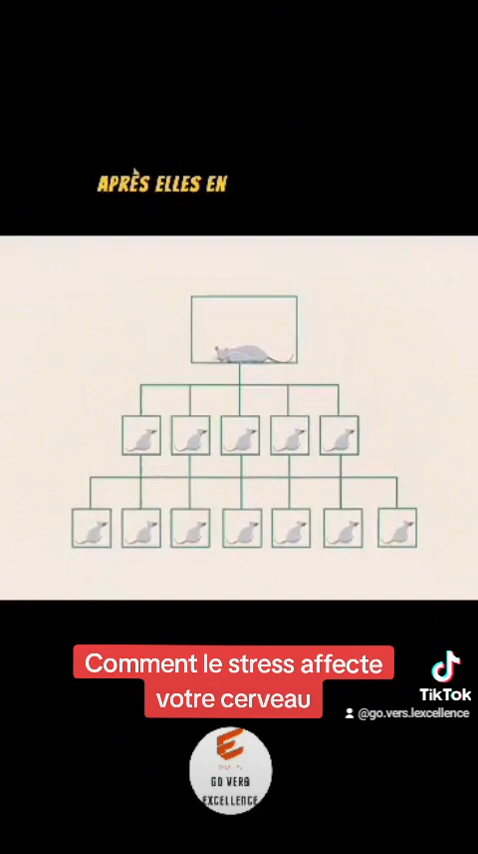 APRÈS ELLES EN
Comment le stress affecte
votre cerveau
TikTok
@go.vers.lexcellence
GO VERS
EXCELLENCE